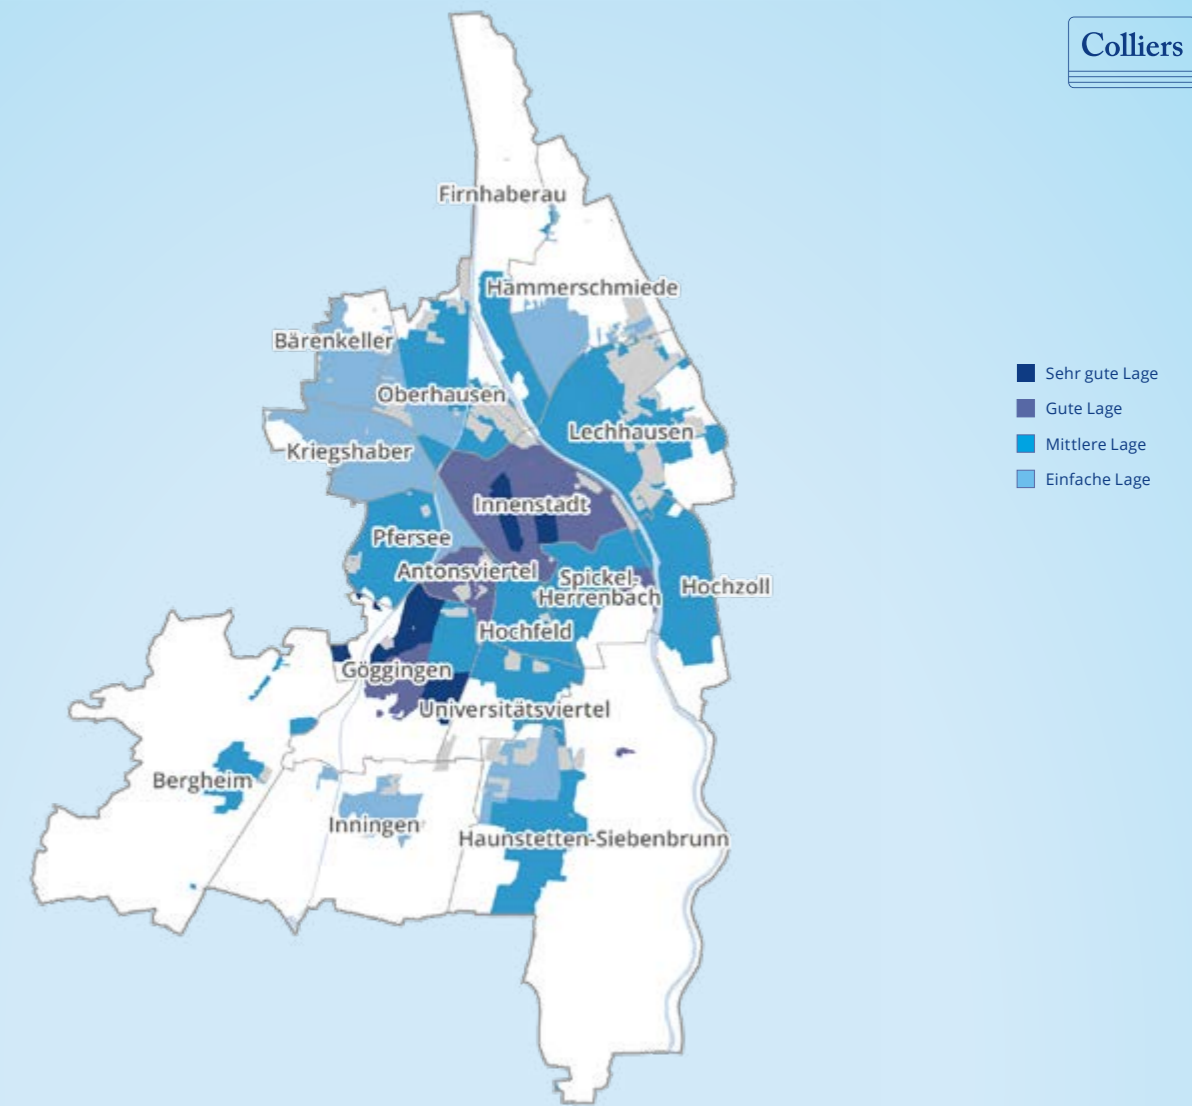 Colliers
Firnhaberau
Hammerschmiede
Bärenkeller
Oberhausen
Lechhausen
Kriegshaber
Innenstadt
Pfersee
Antonsviertel
Spickel-
Herrenbach
Hochzoll
Hochfeld
Göggingen
Universitätsviertel
Bergheim
Inningen
Haunstetten-Siebenbrunn
Sehr gute Lage
Gute Lage
Mittlere Lage
Einfache Lage